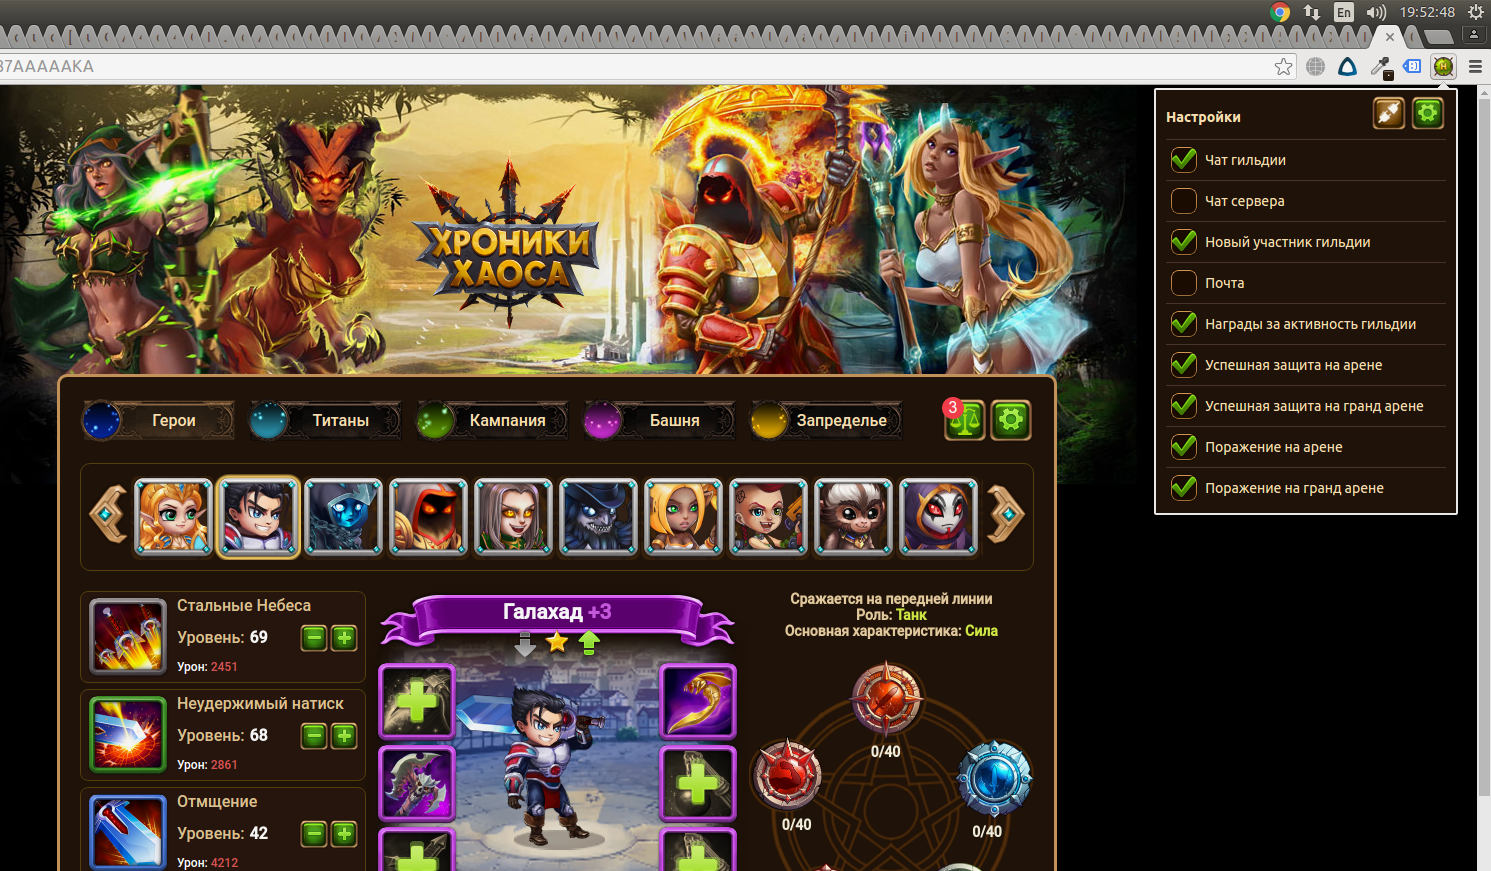 En
19:52:48
37AAAAAKA
Настройки
Чат гильдии
Чат сервера
Новый участник гильдии
Почта
Награды за активность гильдии
Успешная защита на арене
Успешная защита на гранд арене
Поражение на арене
Поражение на гранд арене
ХРОНИКИ
ХАОСА
Герои
Титаны
Кампания
Башня
Запределье
3
Стальные Небеса
Уровень: 69
Урон: 2451
Неудержимый натиск
Уровень: 68
Урон: 2861
Отмщение
Уровень: 42
Урон: 4212
Галахад +3
Сражается на передней линии
Роль: Танк
Основная характеристика: Сила
0/40
0/40
0/40